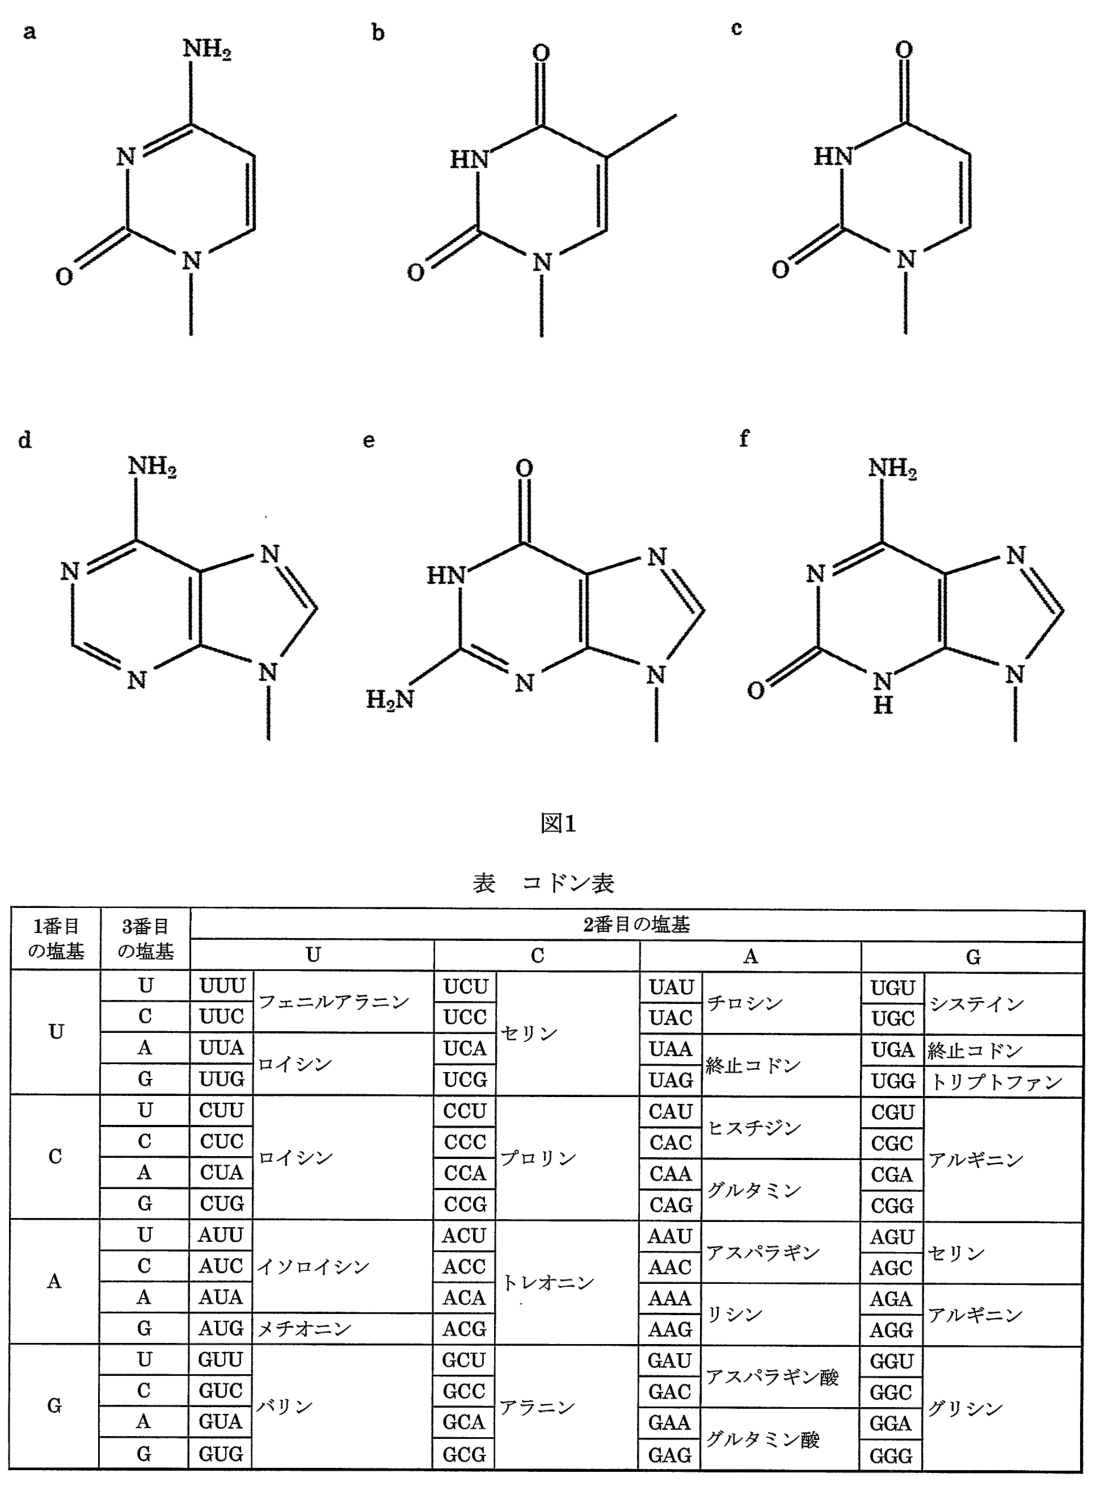 a
b
c
NH₂
N
N
O
O
HN
N
O
O
HN
N
O
d
e
f
NH₂
N
N
N
N
O
HN
N
N
N
H₂N
NH₂
N
N
N
N
H
O
図1
表 コドン表
1番目の塩基 3番目の塩基 2番目の塩基
U C A G
U U UUU フェニルアラニン UCU セリン UAU チロシン UGU システイン
C UUC UCC UAC UGC
A UUA ロイシン UCA UAA 終止コドン UGA 終止コドン
G UUG UCG UAG UGG トリプトファン
C U CUU ロイシン CCU プロリン CAU ヒスチジン CGU アルギニン
C CUC CCC CAC CGC
A CUA CCA CAA グルタミン CGA
G CUG CCG CAG CGG
A U AUU イソロイシン ACU トレオニン AAU アスパラギン AGU セリン
C AUC ACC AAC AGC
A AUA ACA AAA リシン AGA アルギニン
G AUG メチオニン ACG AAG AGG
G U GUU バリン GCU アラニン GAU アスパラギン酸 GGU グリシン
C GUC GCC GAC GGC
A GUA GCA GAA グルタミン酸 GGA
G GUG GCG GAG GGG